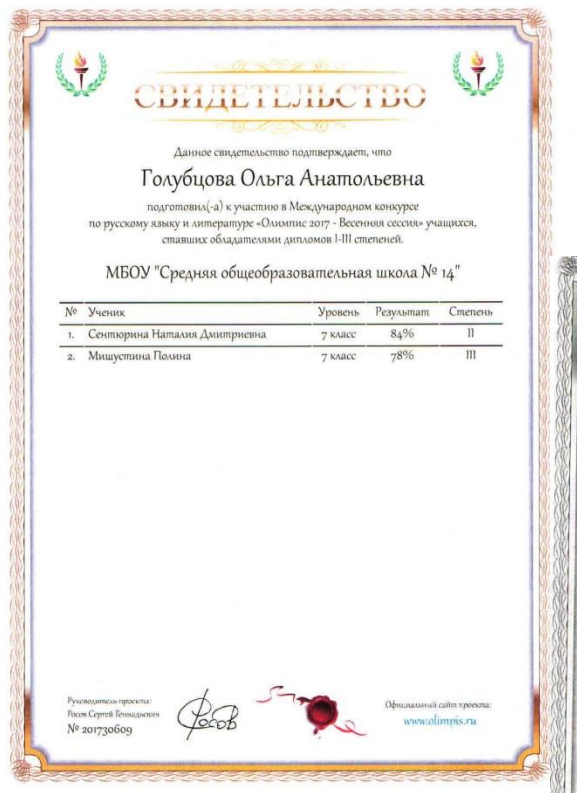 СВИДЕТЕЛЬСТВО
Данное свидетельство подтверждает, что
Голубцова Ольга Анатольевна
подготовил(-а) к участию в Международном конкурсе
по русскому языку и литературе «Олимпис 2017 - Весенняя сессия» учащихся,
ставших обладателями дипломов I-III степеней.
МБОУ "Средняя общеобразовательная школа № 14"
№ Ученик Уровень Результат Степень
1. Сентюрина Наталия Дмитриевна 7 класс 84% II
2. Мишустина Полина 7 класс 78% III
Руководитель проекта:
Росов Сергей Геннадьевич
№ 201730609
Росов
Официальный сайт проекта:
www.olimpis.ru